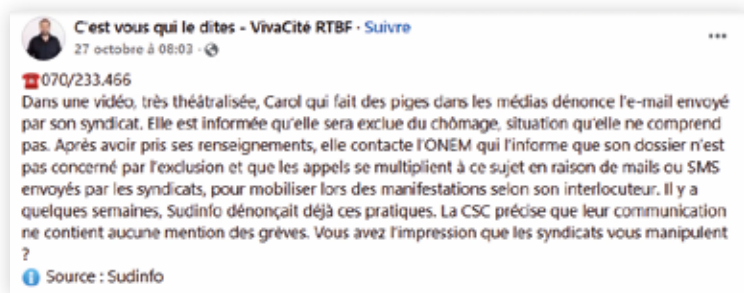 C'est vous qui le dites - VivaCité RTBF · Suivre
27 octobre à 08:03 ·
...
☎070/233.466
Dans une vidéo, très théâtralisée, Carol qui fait des piges dans les médias dénonce l'e-mail envoyé
par son syndicat. Elle est informée qu'elle sera exclue du chômage, situation qu'elle ne comprend
pas. Après avoir pris ses renseignements, elle contacte l'ONEM qui l'informe que son dossier n'est
pas concerné par l'exclusion et que les appels se multiplient à ce sujet en raison de mails ou SMS
envoyés par les syndicats, pour mobiliser lors des manifestations selon son interlocuteur. Il y a
quelques semaines, Sudinfo dénonçait déjà ces pratiques. La CSC précise que leur communication
ne contient aucune mention des grèves. Vous avez l'impression que les syndicats vous manipulent
?
ℹ Source : Sudinfo